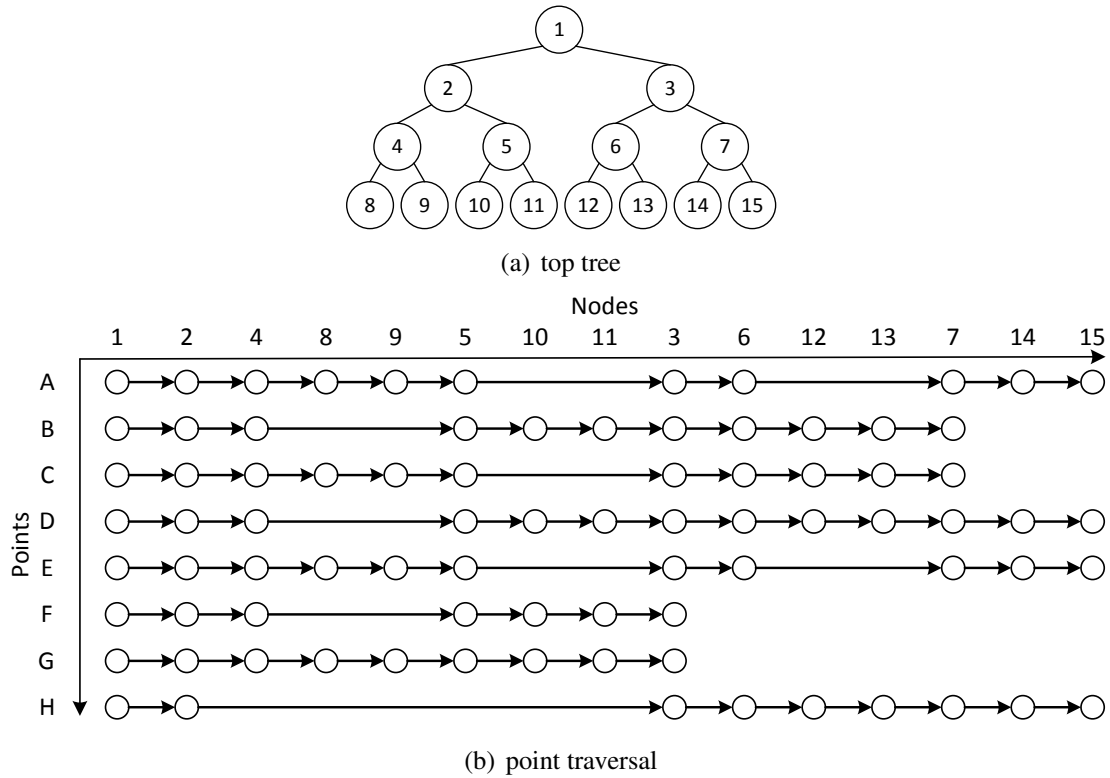 1
2 3
4 5 6 7
8 9 10 11 12 13 14 15
(a) top tree
Nodes
1 2 4 8 9 5 10 11 3 6 12 13 7 14 15
Points
A
B
C
D
E
F
G
H
(b) point traversal